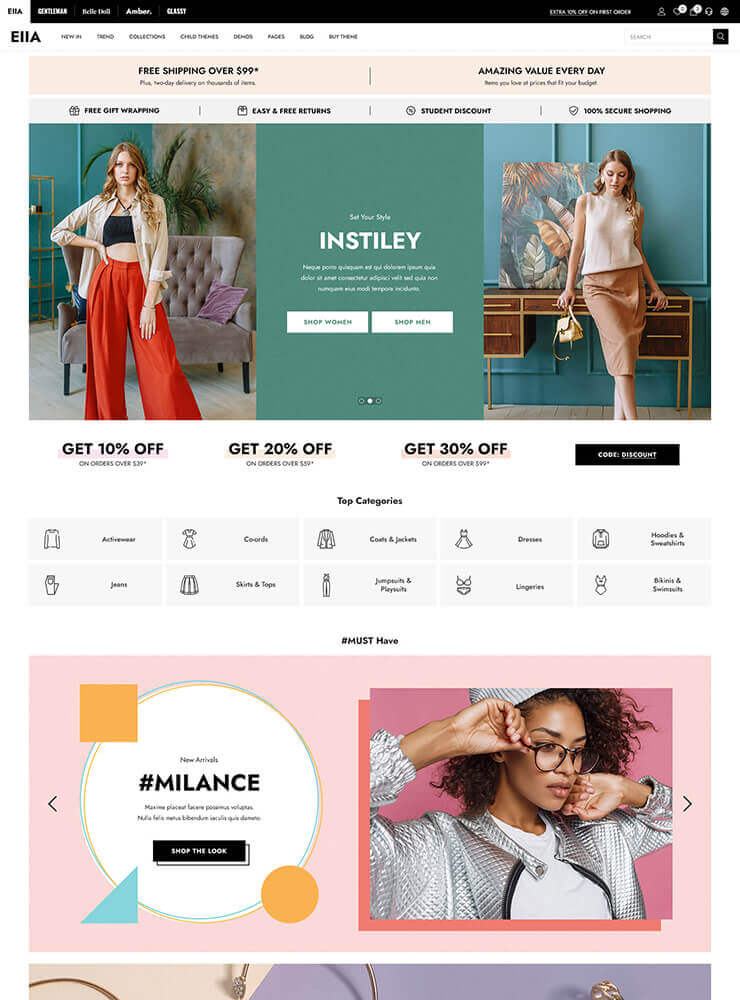 EllA GENTLEMAN Belle Doll Amber. GLASSY EXTRA 10% OFF ON FIRST ORDER 0 0
EllA NEW IN TREND COLLECTIONS CHILD THEMES DEMOS PAGES BLOG BUY THEME SEARCH
FREE SHIPPING OVER $99* AMAZING VALUE EVERY DAY
Plus, two-day delivery on thousands of items. Items you love at prices that fit your budget.
FREE GIFT WRAPPING EASY & FREE RETURNS STUDENT DISCOUNT 100% SECURE SHOPPING
Set Your Style
INSTILEY
Neque porro quisquam est qui dolorem ipsum quia
dolor sit amet consectetur adipisci velit sed quia non
numquam eius modi tempora incidunta.
SHOP WOMEN SHOP MEN
GET 10% OFF GET 20% OFF GET 30% OFF
ON ORDERS OVER $39* ON ORDERS OVER $59* ON ORDERS OVER $99*
CODE: DISCOUNT
Top Categories
Activewear Co-ords Coats & Jackets Dresses Hoodies &
Sweatshirts
Jeans Skirts & Tops Jumpsuits &
Playsuits Lingeries Bikinis &
Swimsuits
#MUST Have
New Arrivals
#MILANCE
Maxime placeat facere possimus voluptas.
Nulla felis metus bibendum iaculis quis dameto.
SHOP THE LOOK